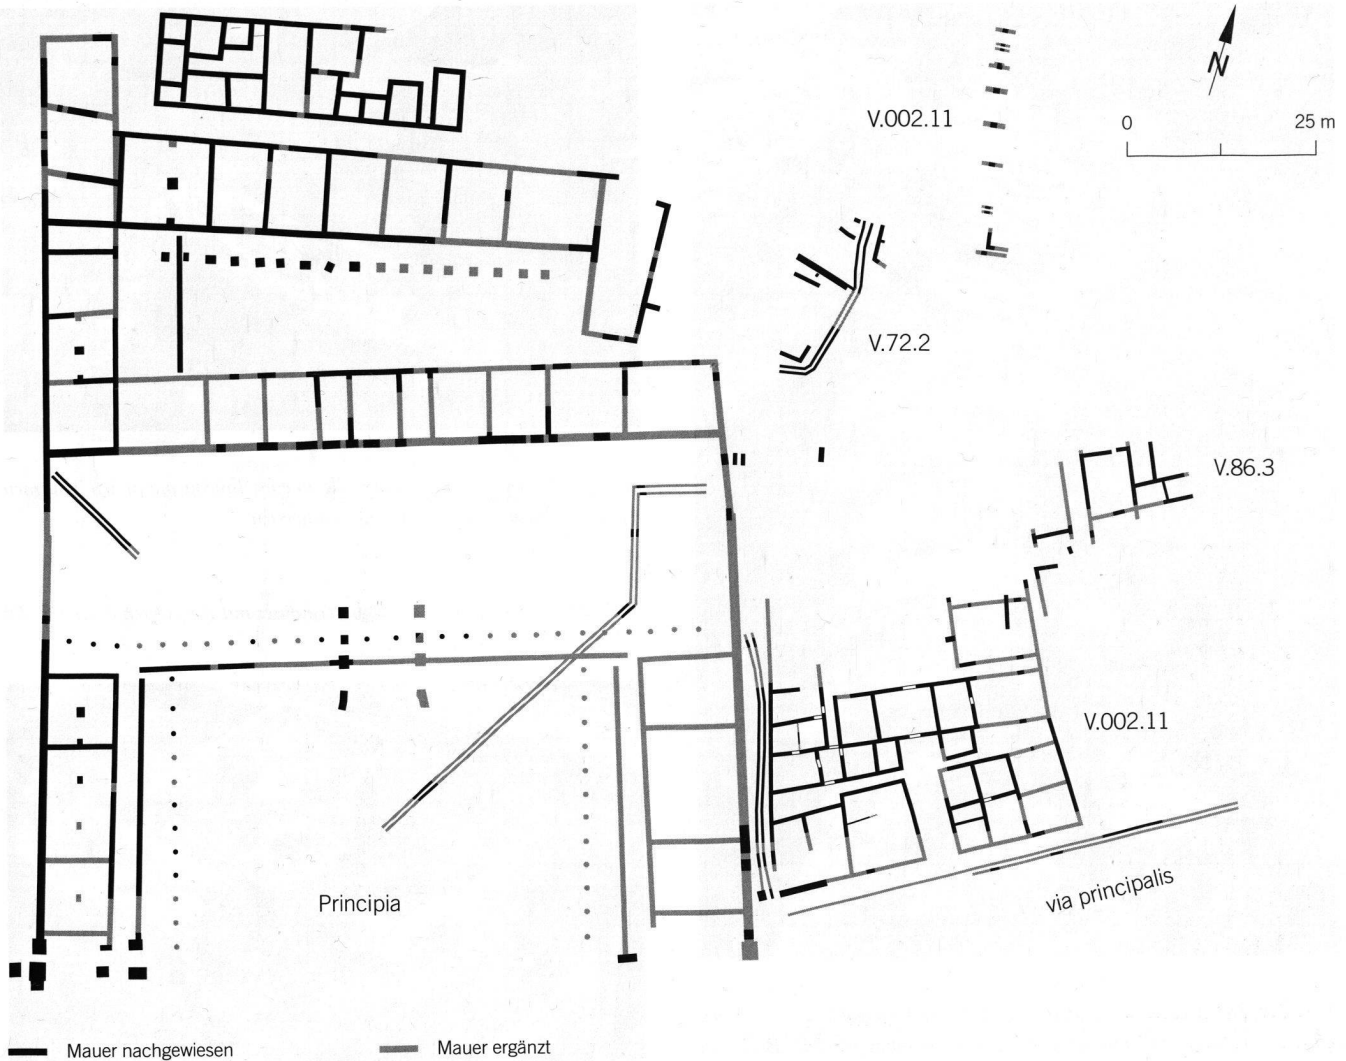 N
V.002.11
0 25 m
V.72.2
V.86.3
V.002.11
Principia
via principalis
Mauer nachgewiesen
Mauer ergänzt